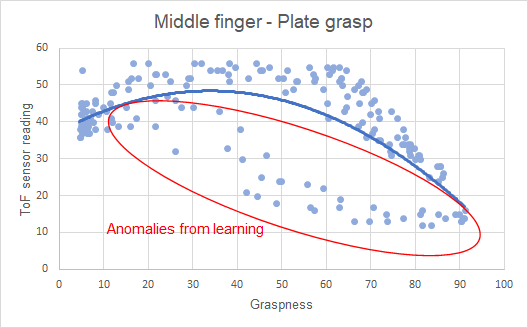 Middle finger - Plate grasp
ToF sensor reading
60
50
40
30
20
10
0
Anomalies from learning
0 10 20 30 40 50 60 70 80 90 100
Graspness